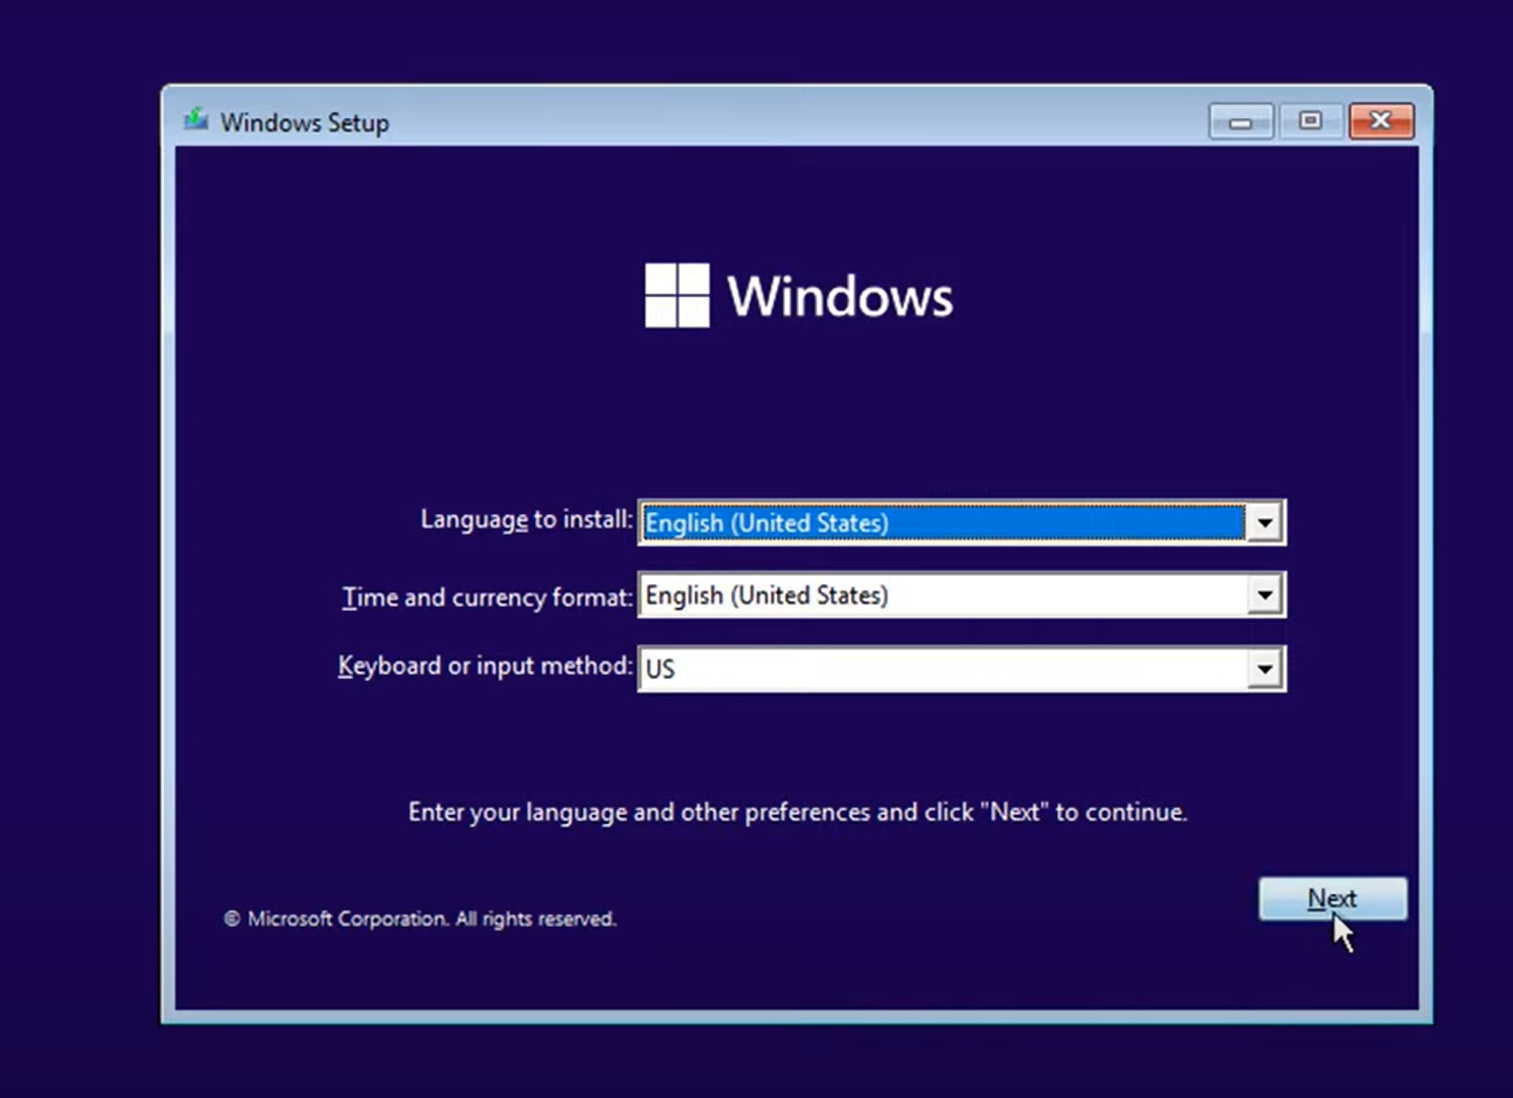 Windows Setup
Windows
Language to install: English (United States)
Time and currency format: English (United States)
Keyboard or input method: US
Enter your language and other preferences and click "Next" to continue.
Next
© Microsoft Corporation. All rights reserved.